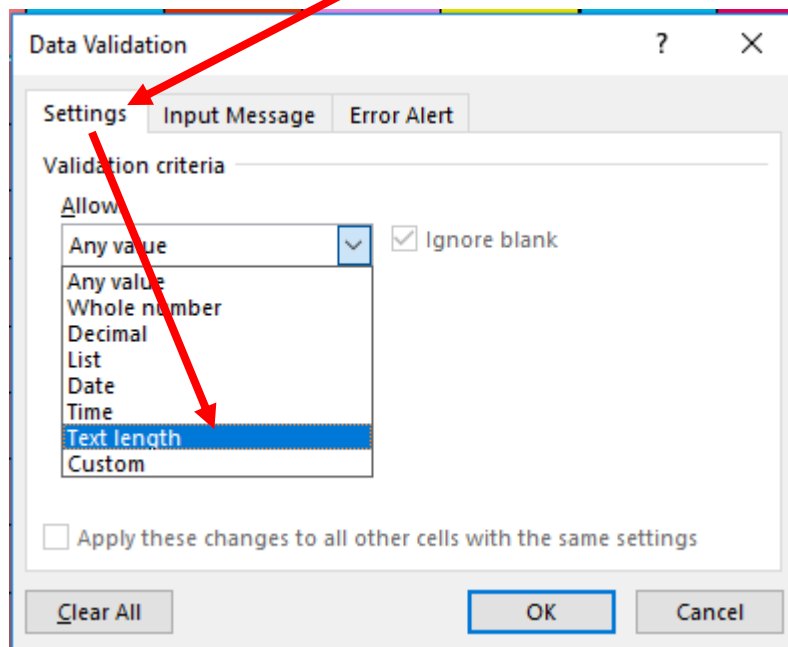 Data Validation ?
Settings Input Message Error Alert
Validation criteria
Allow
Any value Ignore blank
Any value
Whole number
Decimal
List
Date
Time
Text length
Custom
Apply these changes to all other cells with the same settings
Clear All OK Cancel